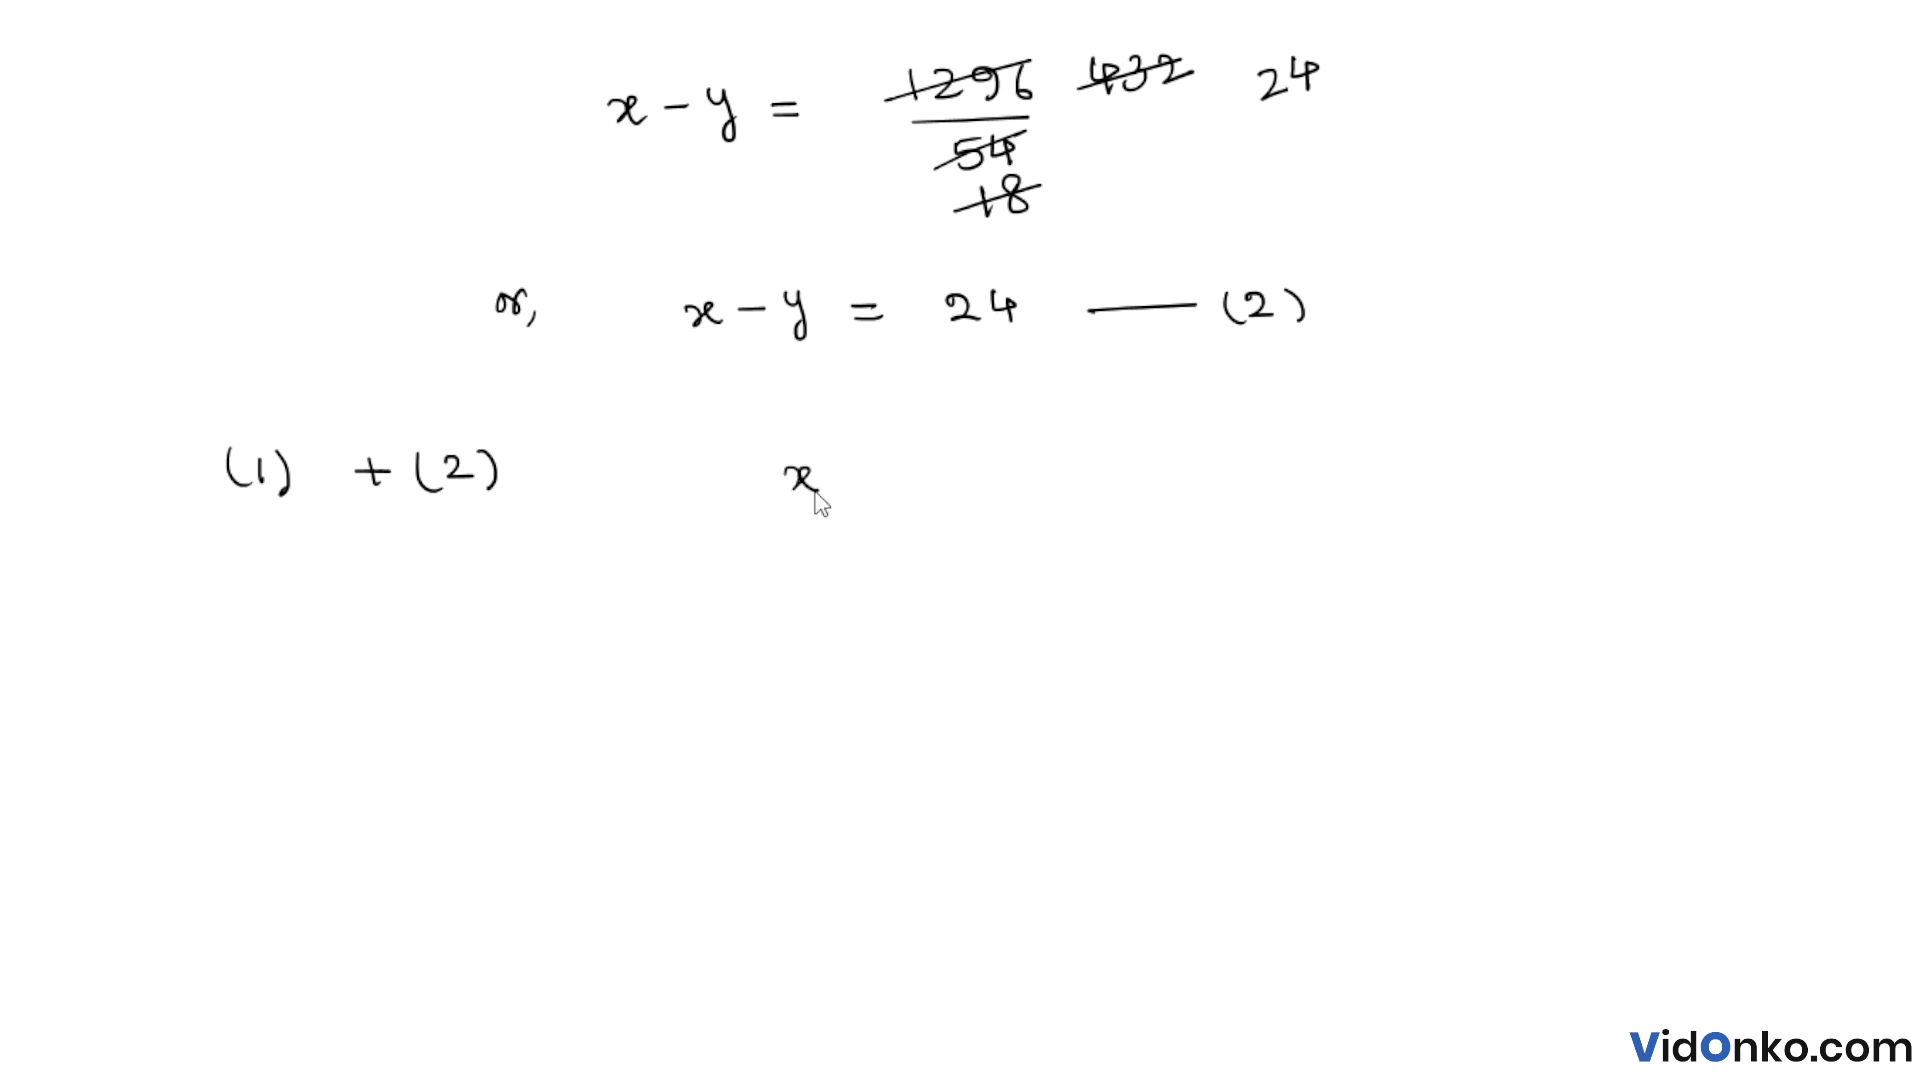 x - y = 1296 432 24
54
18
or, x - y = 24 —— (2)
(1) + (2) x
VidOnko.com